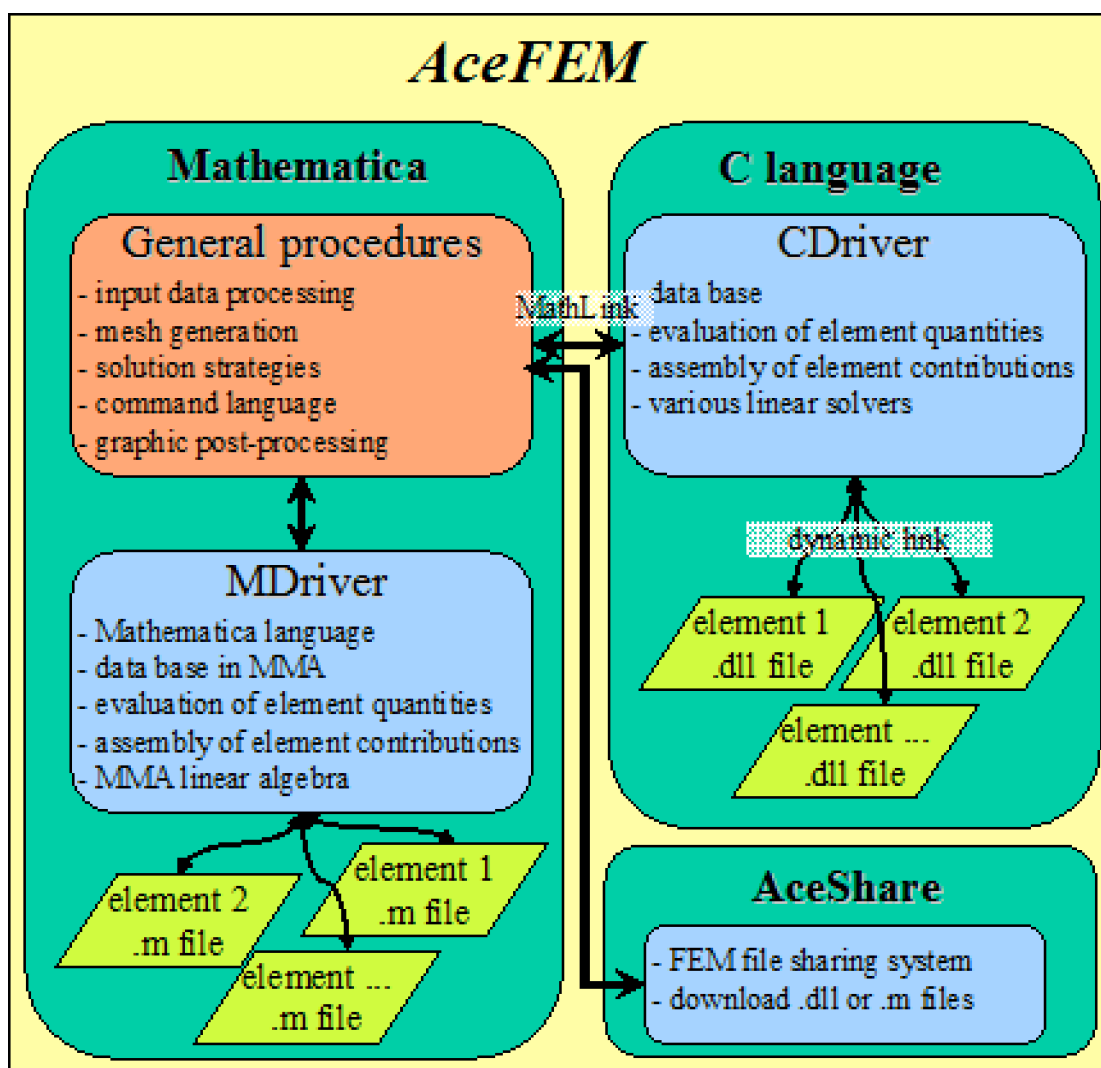 AceFEM
Mathematica
General procedures
- input data processing
- mesh generation
- solution strategies
- command language
- graphic post-processing
MathLink
C language
CDriver
data base
- evaluation of element quantities
- assembly of element contributions
- various linear solvers
dynamic link
element 1
.dll file
element 2
.dll file
element ...
.dll file
MDriver
- Mathematica language
- data base in MMA
- evaluation of element quantities
- assembly of element contributions
- MMA linear algebra
element 1
.m file
element 2
.m file
element ...
.m file
AceShare
- FEM file sharing system
- download .dll or .m files